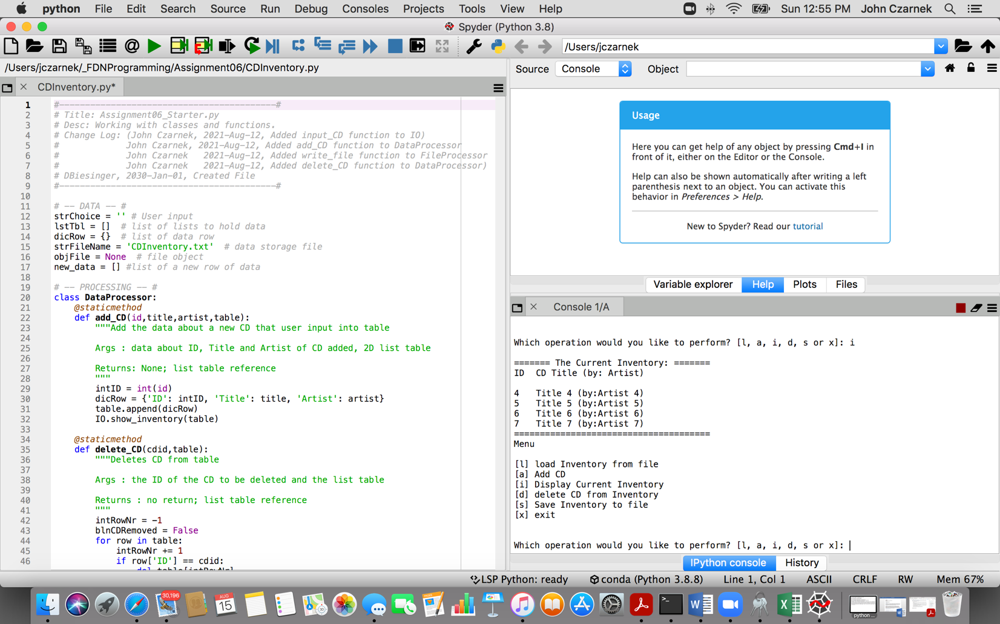 python File Edit Search Source Run Debug Consoles Projects Tools View Help Sun 12:55 PM John Czarnek
Spyder (Python 3.8)
/Users/jczarnek
/Users/jczarnek/_FDNProgramming/Assignment06/CDInventory.py
Source Console Object
CDInventory.py*
1 #------------------------------------------#
2 # Title: Assignment06_Starter.py
3 # Desc: Working with classes and functions.
4 # Change Log: (John Czarnek, 2021-Aug-12, Added input_CD function to IO)
5 # John Czarnek, 2021-Aug-12, Added add_CD function to DataProcessor
6 # John Czarnek 2021-Aug-12, Added write_file function to FileProcessor
7 # John Czarnek 2021-Aug-12, Added delete_CD function to DataProcessor)
8 # DBiesinger, 2030-Jan-01, Created File
9 #------------------------------------------#
10
11 # -- DATA -- #
12 strChoice = '' # User input
13 lstTbl = [] # list of lists to hold data
14 dicRow = {} # list of data row
15 strFileName = 'CDInventory.txt' # data storage file
16 objFile = None # file object
17 new_data = [] #list of a new row of data
18
19 # -- PROCESSING -- #
20 class DataProcessor:
21 @staticmethod
22 def add_CD(id,title,artist,table):
23 """Add the data about a new CD that user input into table
24
25 Args : data about ID, Title and Artist of CD added, 2D list table
26
27 Returns: None; list table reference
28 """
29 intID = int(id)
30 dicRow = {'ID': intID, 'Title': title, 'Artist': artist}
31 table.append(dicRow)
32 IO.show_inventory(table)
33
34 @staticmethod
35 def delete_CD(cdid,table):
36 """Deletes CD from table
37
38 Args : the ID of the CD to be deleted and the list table
39
40 Returns : no return; list table reference
41 """
42 intRowNr = -1
43 blnCDRemoved = False
44 for row in table:
45 intRowNr += 1
46 if row['ID'] == cdid:
del table[intRowNr]
Usage
Here you can get help of any object by pressing Cmd+I in
front of it, either on the Editor or the Console.
Help can also be shown automatically after writing a left
parenthesis next to an object. You can activate this
behavior in Preferences > Help.
New to Spyder? Read our tutorial
Variable explorer Help Plots Files
Console 1/A
Which operation would you like to perform? [l, a, i, d, s or x]: i
======= The Current Inventory: =======
ID CD Title (by: Artist)
4 Title 4 (by:Artist 4)
5 Title 5 (by:Artist 5)
6 Title 6 (by:Artist 6)
7 Title 7 (by:Artist 7)
======================================
Menu
[l] load Inventory from file
[a] Add CD
[i] Display Current Inventory
[d] delete CD from Inventory
[s] Save Inventory to file
[x] exit
Which operation would you like to perform? [l, a, i, d, s or x]:
IPython console History
LSP Python: ready conda (Python 3.8.8) Line 1, Col 1 ASCII CRLF RW Mem 67%
30,196
AUG
15
python